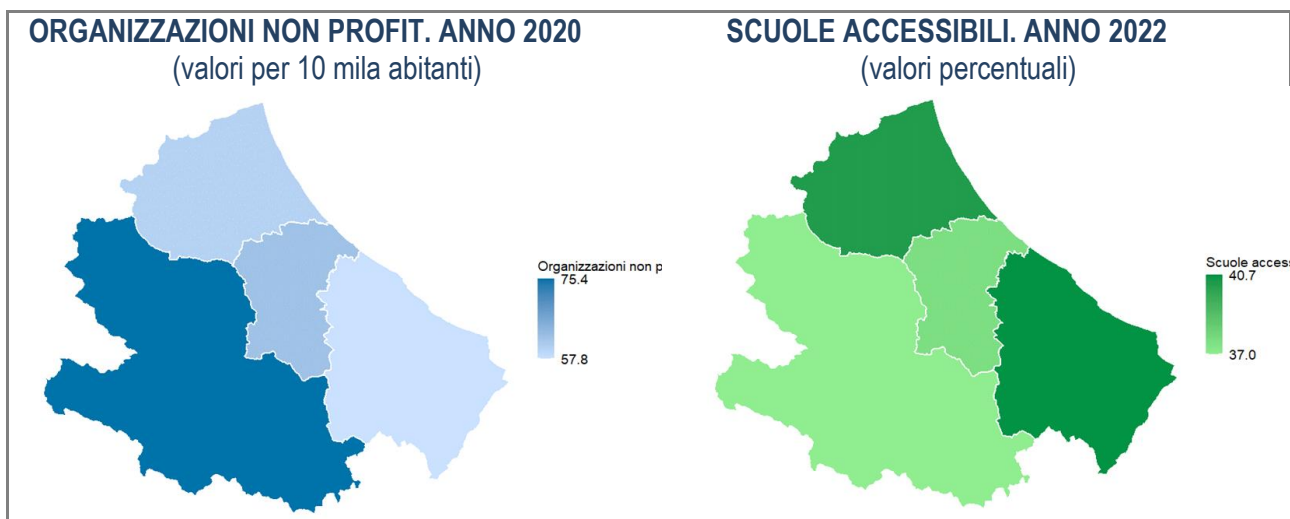 ORGANIZZAZIONI NON PROFIT. ANNO 2020
(valori per 10 mila abitanti)
Organizzazioni non p
75.4
57.8
SCUOLE ACCESSIBILI. ANNO 2022
(valori percentuali)
Scuole access
40.7
37.0